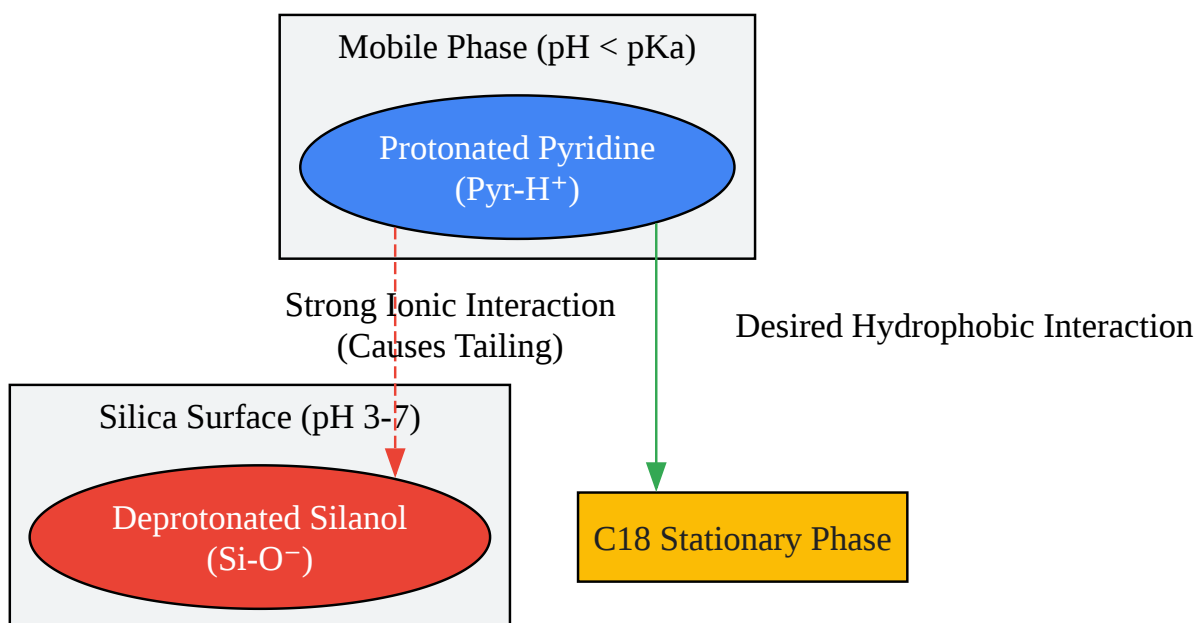 Mobile Phase (pH < pKa)
Protonated Pyridine
(Pyr-H⁺)
Strong Ionic Interaction
(Causes Tailing)
Desired Hydrophobic Interaction
Silica Surface (pH 3-7)
Deprotonated Silanol
(Si-O⁻)
C18 Stationary Phase